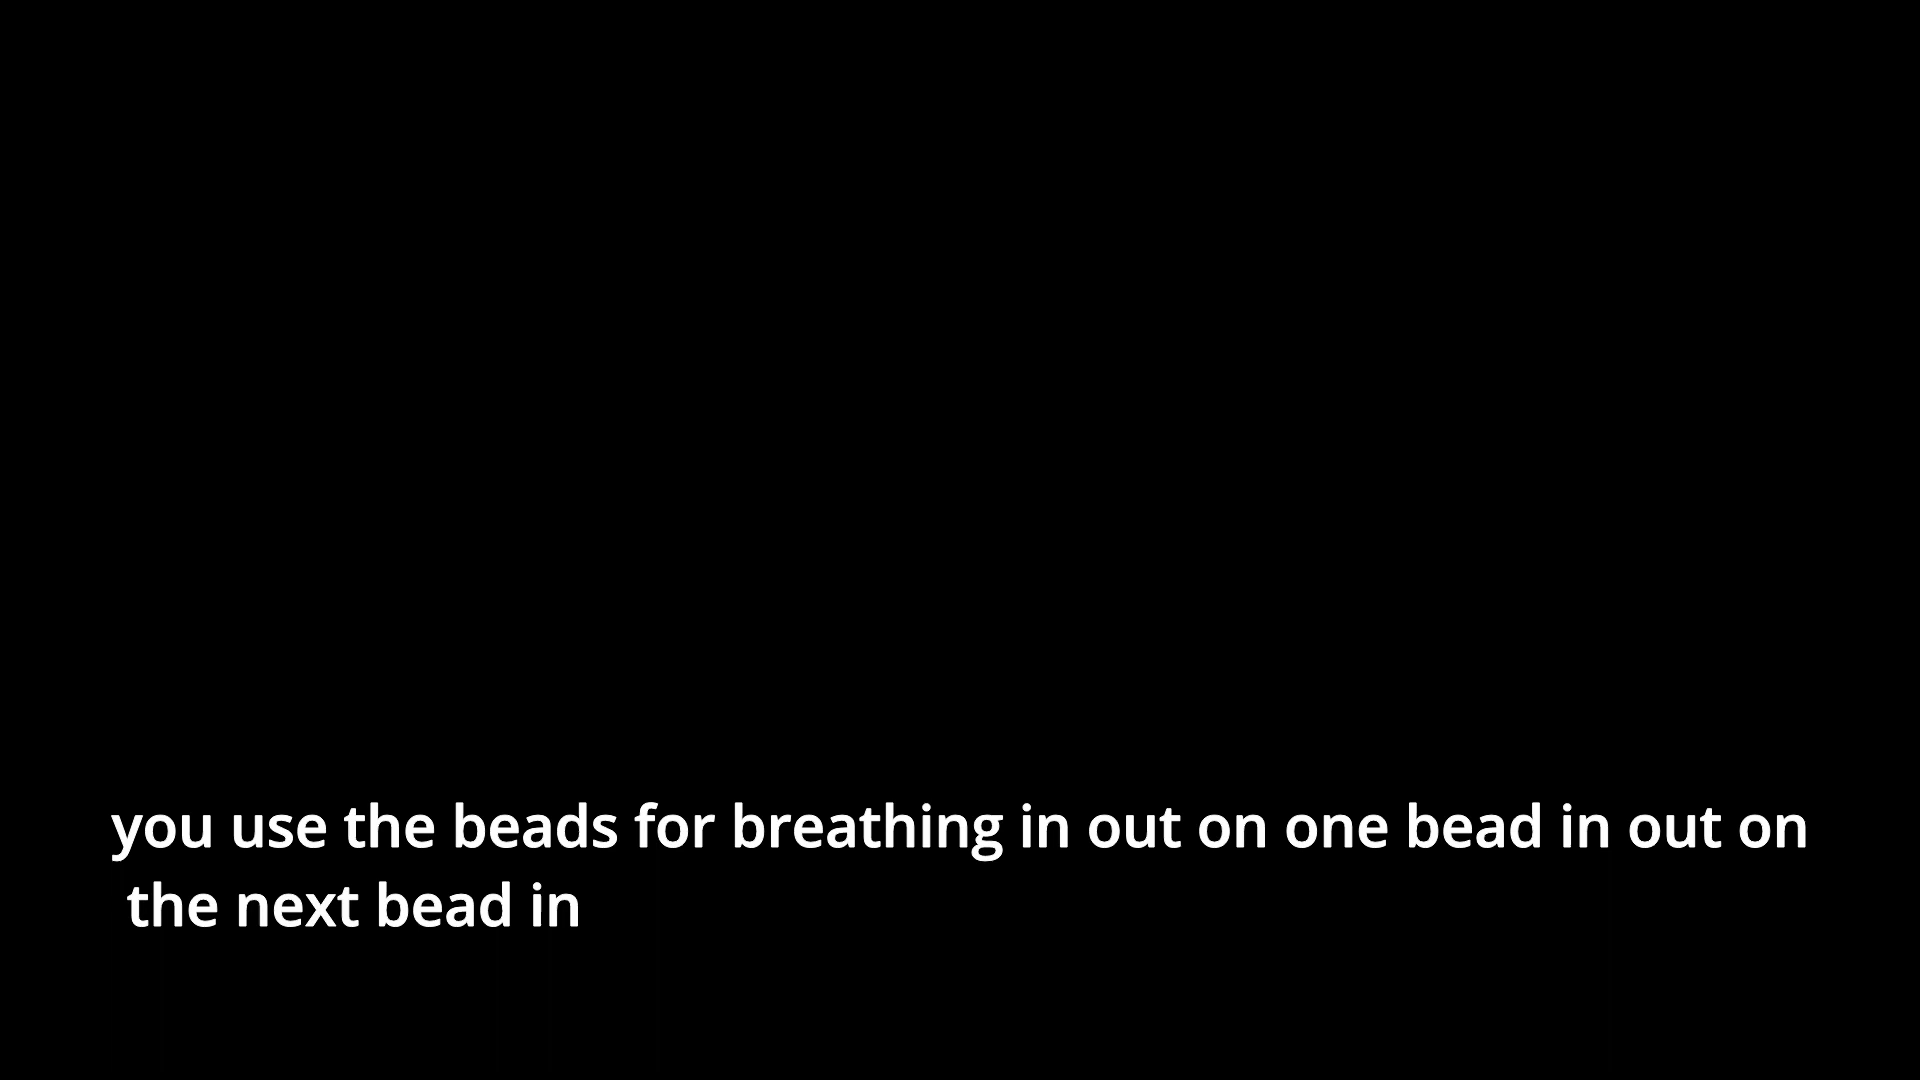 you use the beads for breathing in out on one bead in out on
the next bead in